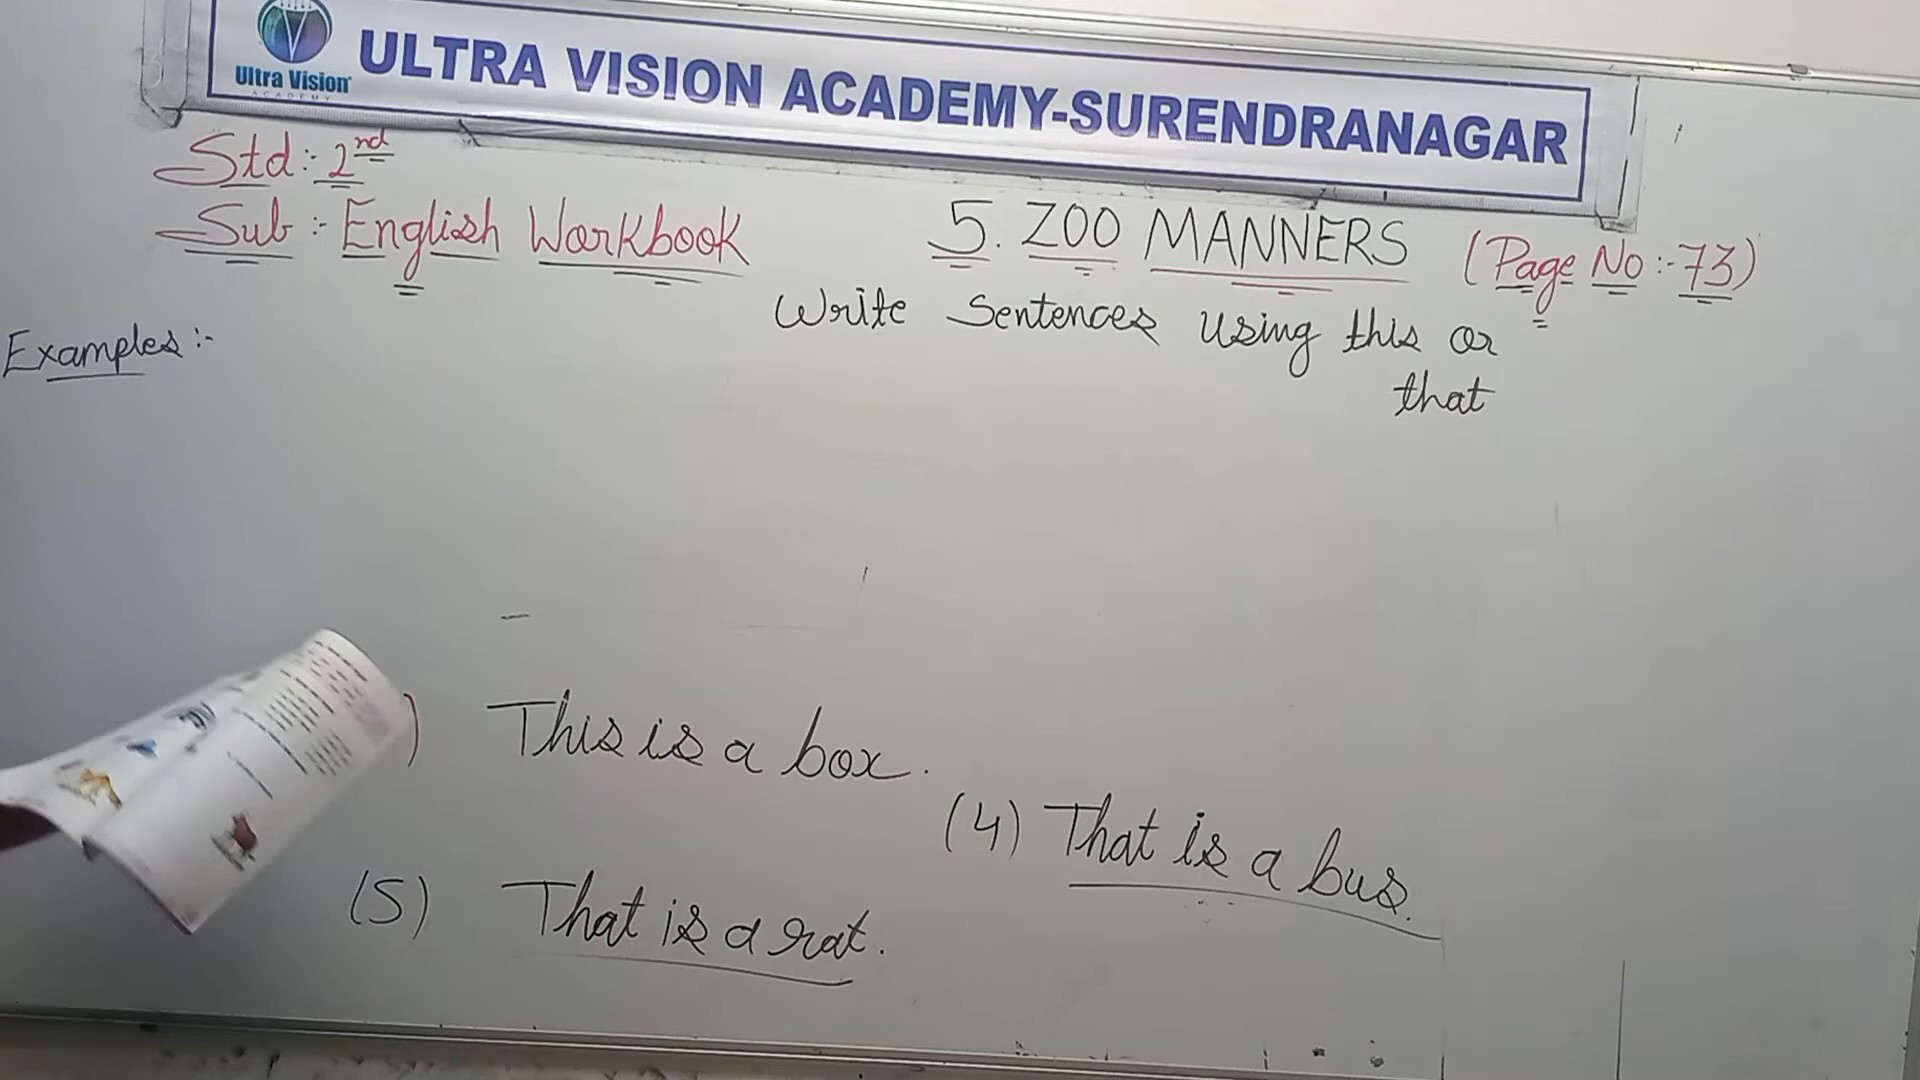 Ultra Vision
ACADEMY
ULTRA VISION ACADEMY-SURENDRANAGAR
Std:- 2nd
Sub:- English Workbook
5. ZOO MANNERS (Page No:-73)
Write Sentences using this or
that
Examples:-
) This is a box.
(4) That is a bus.
(5) That is a rat.